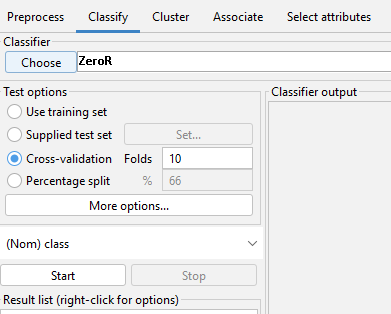 Preprocess Classify Cluster Associate Select attributes
Classifier
Choose ZeroR
Test options Classifier output
Use training set
Supplied test set Set...
Cross-validation Folds 10
Percentage split % 66
More options...
(Nom) class
Start Stop
Result list (right-click for options)